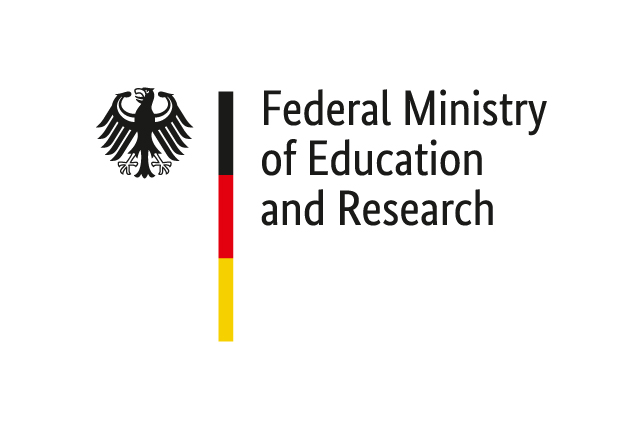 Federal Ministry
of Education
and Research